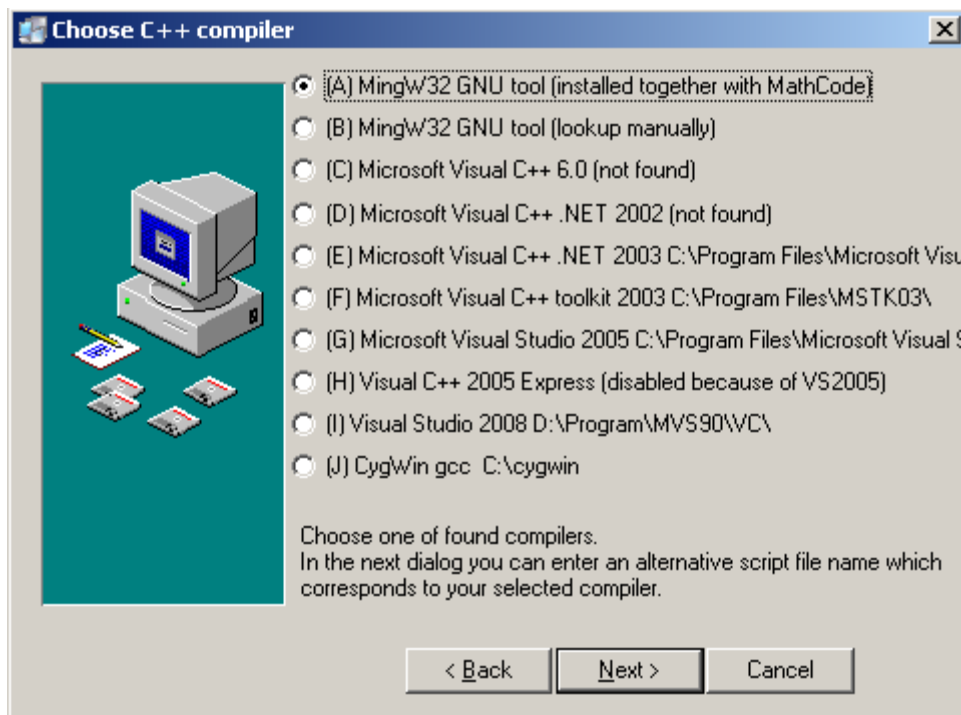 Choose C++ compiler
(A) MingW32 GNU tool (installed together with MathCode)
(B) MingW32 GNU tool (lookup manually)
(C) Microsoft Visual C++ 6.0 (not found)
(D) Microsoft Visual C++ .NET 2002 (not found)
(E) Microsoft Visual C++ .NET 2003 C:\Program Files\Microsoft Visu
(F) Microsoft Visual C++ toolkit 2003 C:\Program Files\MSTK03\
(G) Microsoft Visual Studio 2005 C:\Program Files\Microsoft Visual S
(H) Visual C++ 2005 Express (disabled because of VS2005)
(I) Visual Studio 2008 D:\Program\MVS90\VC\
(J) CygWin gcc  C:\cygwin
Choose one of found compilers.
In the next dialog you can enter an alternative script file name which
corresponds to your selected compiler.
< Back
Next >
Cancel